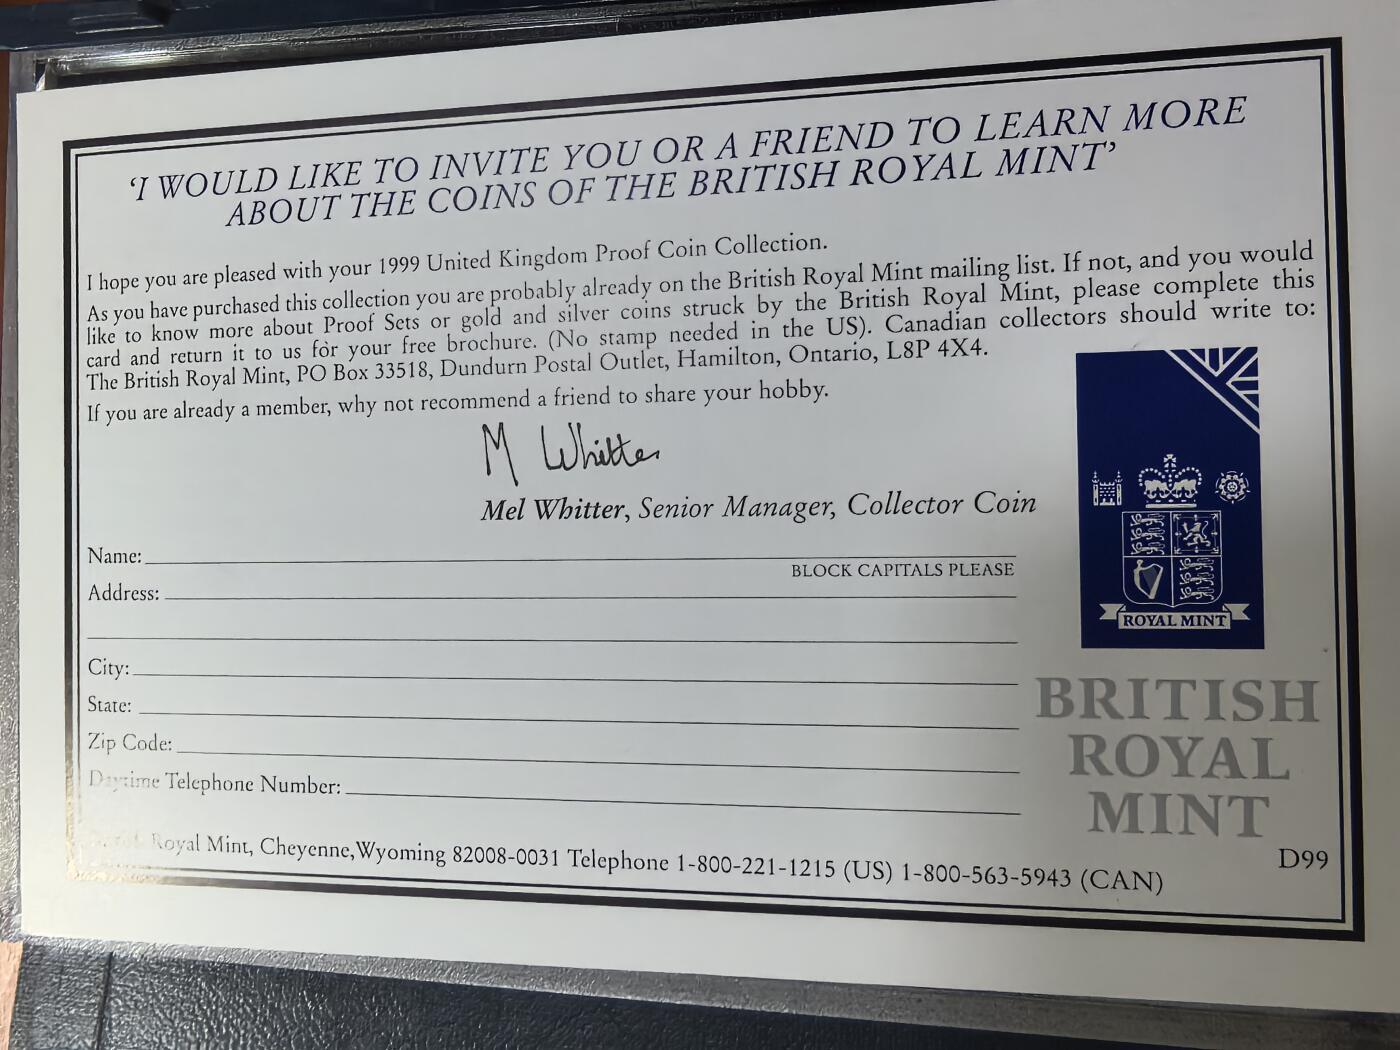 ‘I WOULD LIKE TO INVITE YOU OR A FRIEND TO LEARN MORE
ABOUT THE COINS OF THE BRITISH ROYAL MINT’
I hope you are pleased with your 1999 United Kingdom Proof Coin Collection.
As you have purchased this collection you are probably already on the British Royal Mint mailing list. If not, and you would
like to know more about Proof Sets or gold and silver coins struck by the British Royal Mint, please complete this
card and return it to us for your free brochure. (No stamp needed in the US). Canadian collectors should write to:
The British Royal Mint, PO Box 33518, Dundurn Postal Outlet, Hamilton, Ontario, L8P 4X4.
If you are already a member, why not recommend a friend to share your hobby.
M Whitter
Mel Whitter, Senior Manager, Collector Coin
Name:
BLOCK CAPITALS PLEASE
Address:
City:
State:
Zip Code:
Daytime Telephone Number:
Royal Mint, Cheyenne, Wyoming 82008-0031 Telephone 1-800-221-1215 (US) 1-800-563-5943 (CAN)
ROYAL MINT
BRITISH
ROYAL
MINT
D99